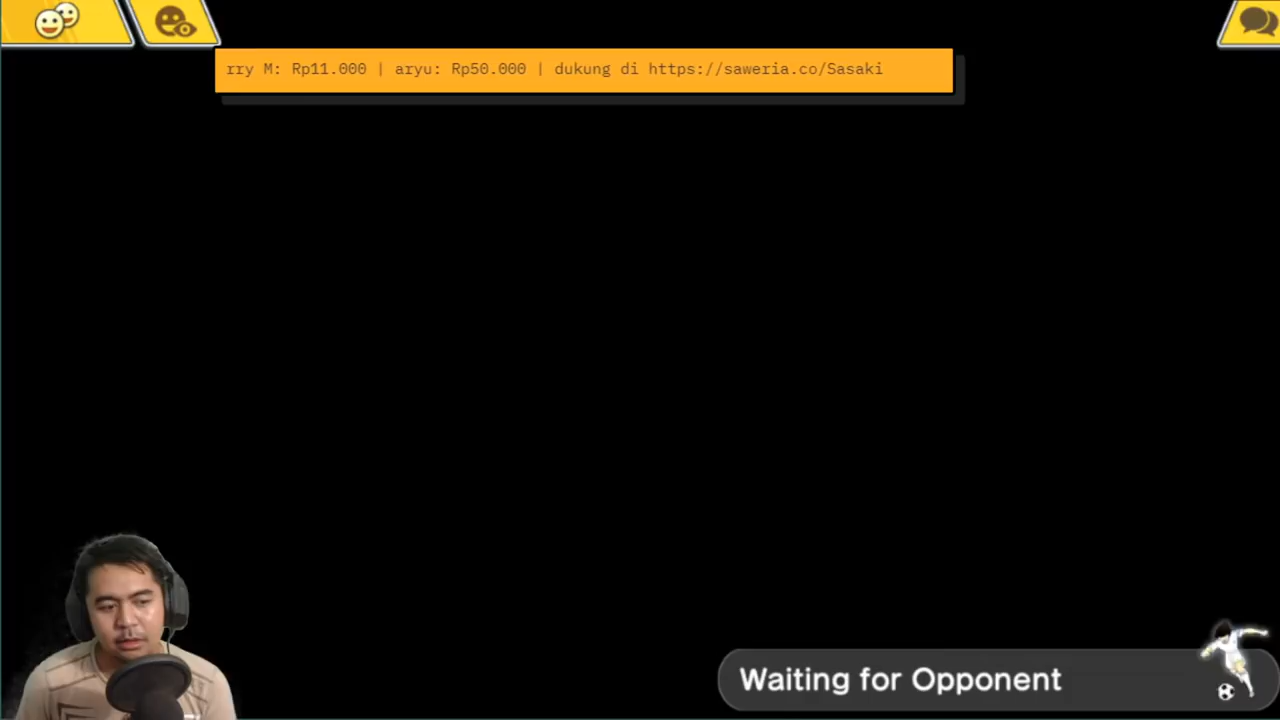 rry M: Rp11.000 | aryu: Rp50.000 | dukung di https://saweria.co/Sasaki
Waiting for Opponent